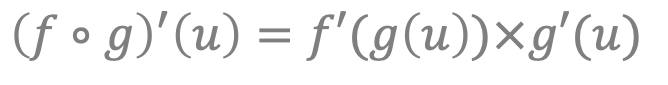 (f ∘ g)′(u) = f′(g(u))×g′(u)